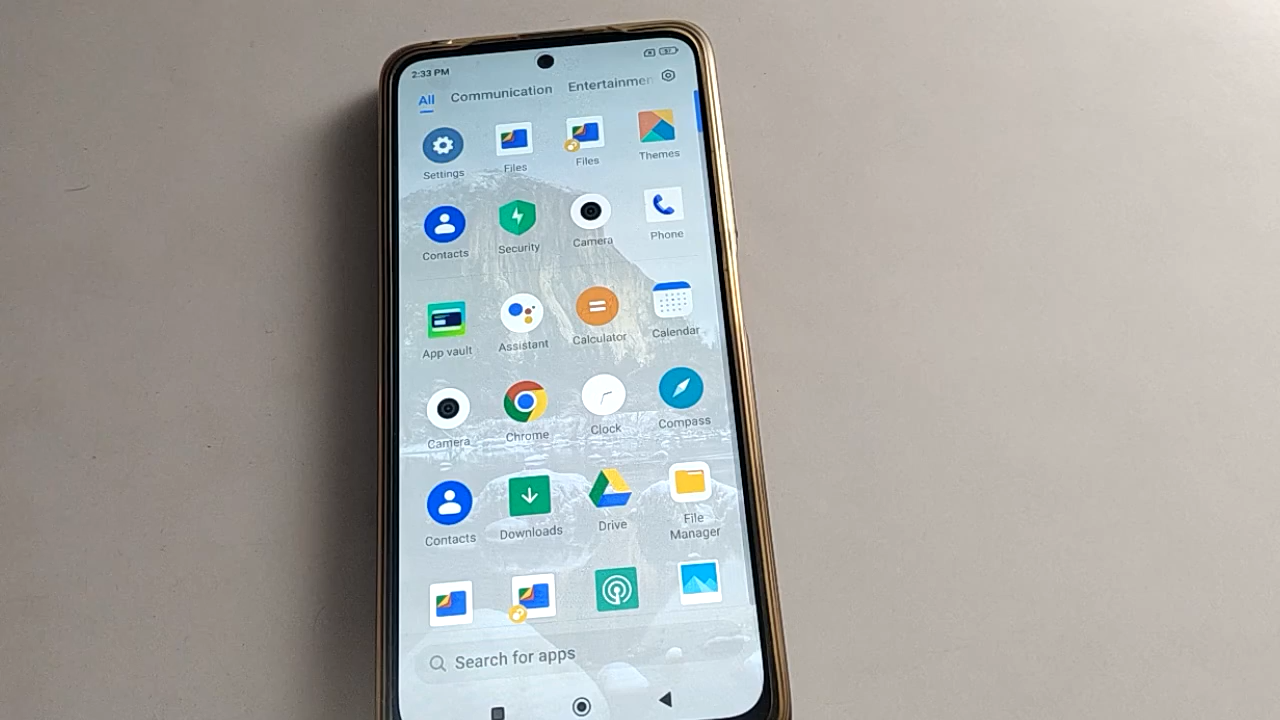 2:33 PM
All Communication Entertainmen
Settings Files Files Themes
Contacts Security Camera Phone
App vault Assistant Calculator Calendar
Camera Chrome Clock Compass
Contacts Downloads Drive File
Manager
Search for apps